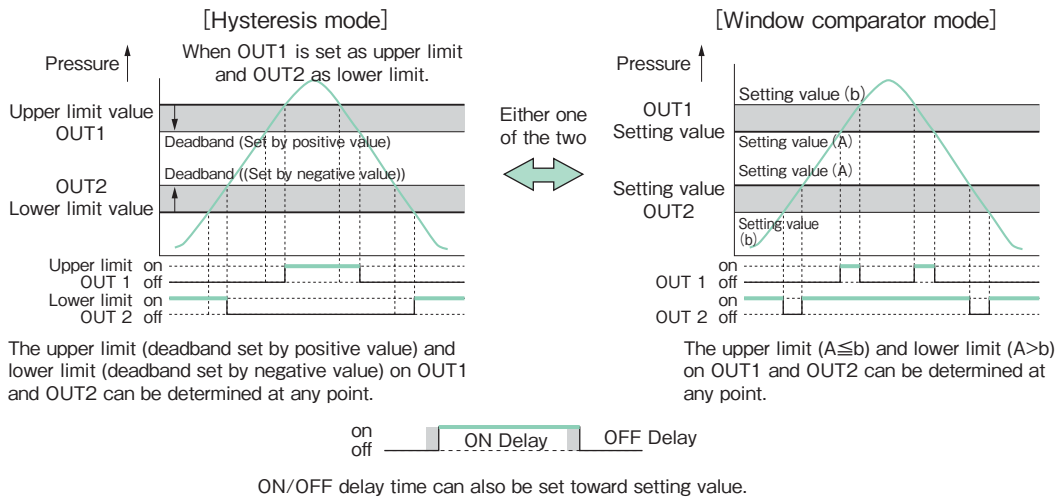 [Hysteresis mode]
When OUT1 is set as upper limit
and OUT2 as lower limit.
Pressure
Upper limit value
OUT1
Deadband (Set by positive value)
Deadband ((Set by negative value))
OUT2
Lower limit value
Upper limit on
OUT 1 off
Lower limit on
OUT 2 off
The upper limit (deadband set by positive value) and
lower limit (deadband set by negative value) on OUT1
and OUT2 can be determined at any point.
Either one
of the two
[Window comparator mode]
Pressure
Setting value (b)
OUT1
Setting value
Setting value (A)
Setting value (A)
Setting value
OUT2
Setting value
(b)
on
OUT 1 off
on
OUT 2 off
The upper limit (A≦b) and lower limit (A>b)
on OUT1 and OUT2 can be determined at
any point.
on
off
ON Delay
OFF Delay
ON/OFF delay time can also be set toward setting value.